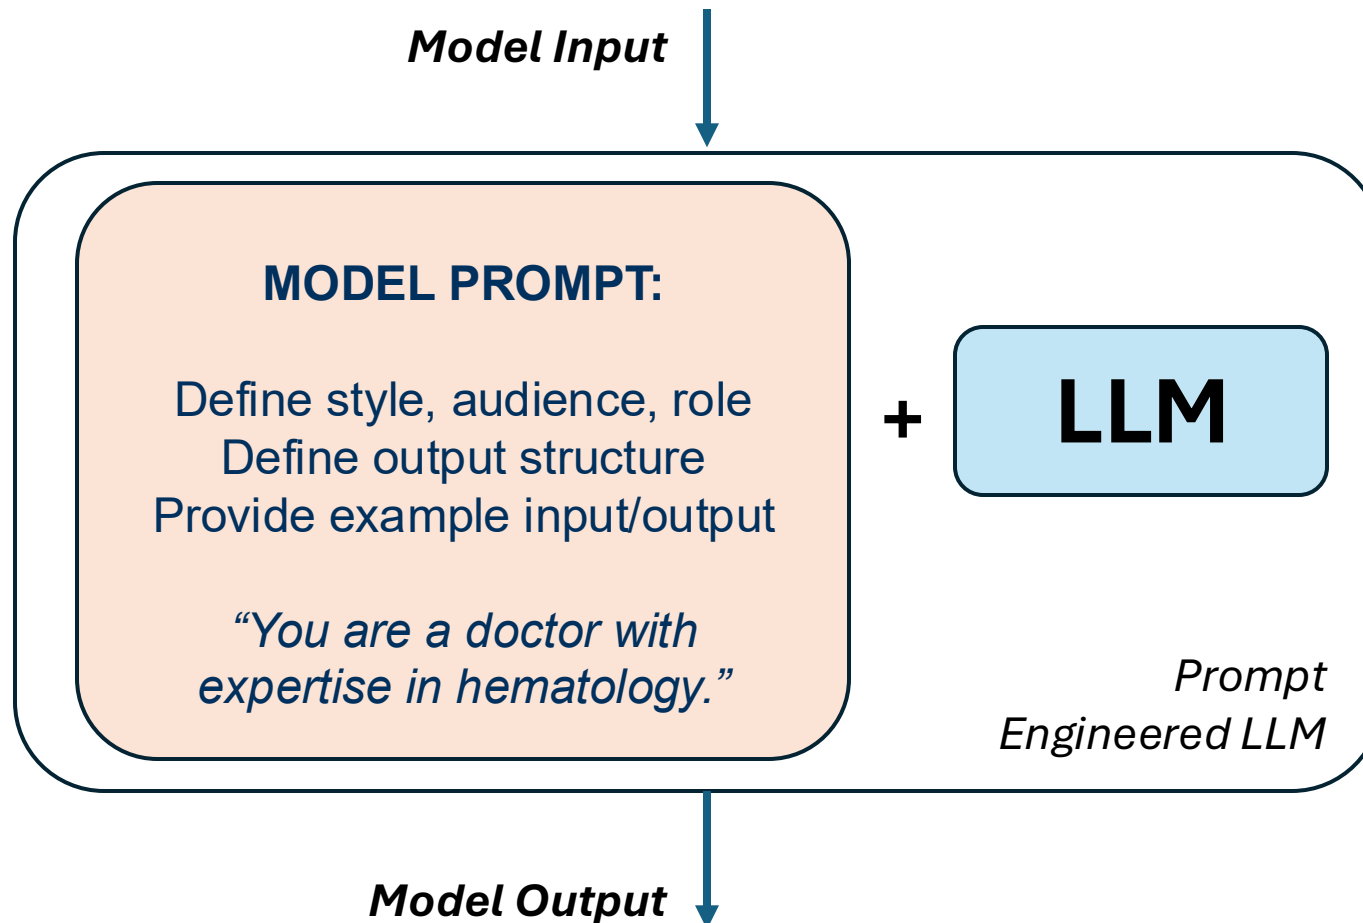 Model Input
MODEL PROMPT:
Define style, audience, role
Define output structure
Provide example input/output
“You are a doctor with
expertise in hematology.”
+
LLM
Prompt
Engineered LLM
Model Output